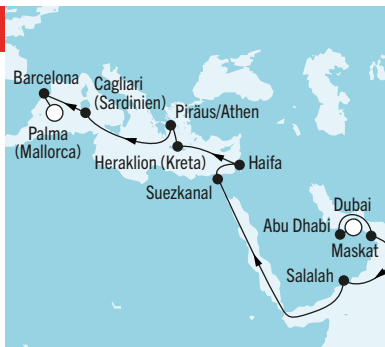 Barcelona
Cagliari
(Sardinien)
Piräus/Athen
Palma
(Mallorca)
Heraklion (Kreta)
Haifa
Suezkanal
Dubai
Abu Dhabi
Maskat
Salalah